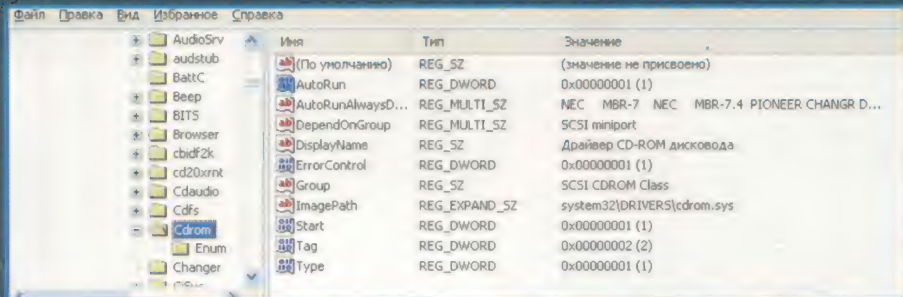 Файл Правка Вид Избранное Справка
AudioSrv
audstub
BattC
Beep
BITS
Browser
cbidf2k
cd20xrnt
Cdaudio
Cdfs
Cdrom
Enum
Changer
CiSvc
Имя Тип Значение
(По умолчанию) REG_SZ (значение не присвоено)
AutoRun REG_DWORD 0x00000001 (1)
AutoRunAlwaysD... REG_MULTI_SZ NEC MBR-7 NEC MBR-7.4 PIONEER CHANGR D...
DependOnGroup REG_MULTI_SZ SCSI miniport
DisplayName REG_SZ Драйвер CD-ROM дисковода
ErrorControl REG_DWORD 0x00000001 (1)
Group REG_SZ SCSI CDROM Class
ImagePath REG_EXPAND_SZ system32\DRIVERS\cdrom.sys
Start REG_DWORD 0x00000001 (1)
Tag REG_DWORD 0x00000002 (2)
Type REG_DWORD 0x00000001 (1)